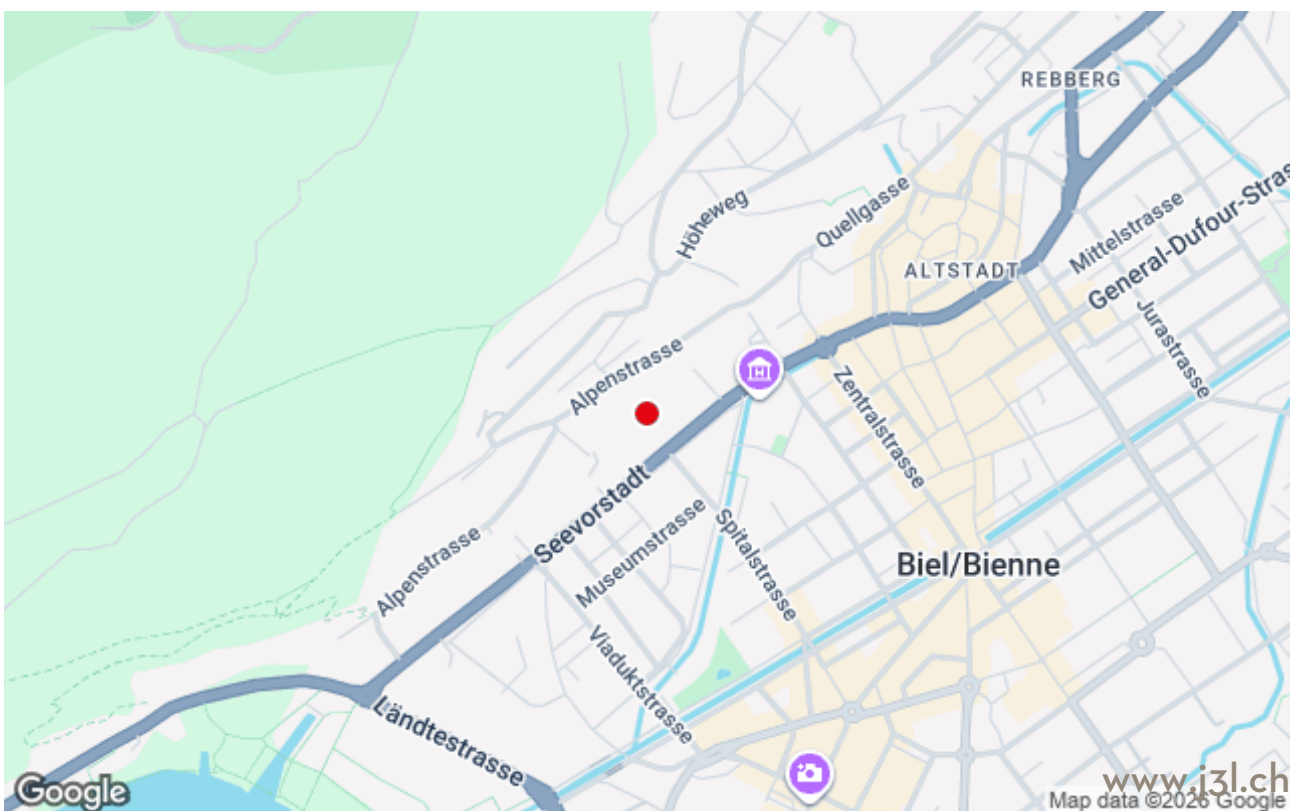 REBBERG
Höheweg
Quellgasse
Mittelstrasse
General-Dufour-Stras
ALTSTADT
Jurastrasse
Alpenstrasse
Zentralstrasse
Seevorstadt
Museumstrasse
Spitalstrasse
Alpenstrasse
Biel/Bienne
Viaduktstrasse
Ländtestrasse
www.j3l.ch
Google
Map data ©2026 Google